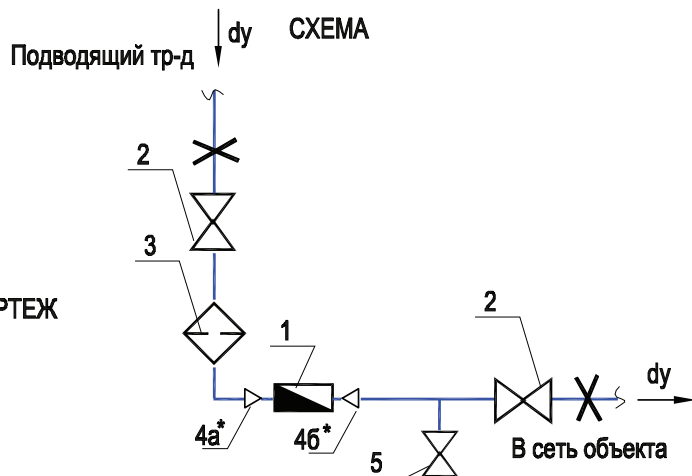 СХЕМА
dy
Подводящий тр-д
2
3
РТЕЖ
1
2
dy
4а*
4б*
5
В сеть объекта